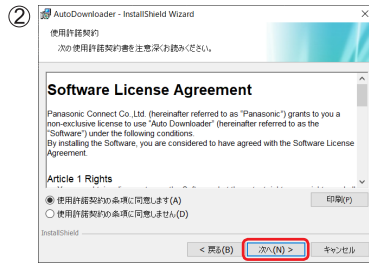 ②
AutoDownloader - InstallShield Wizard
使用許諾契約
次の使用許諾契約書を注意深くお読みください。
Software License Agreement
Panasonic Connect Co.,Ltd. (hereinafter referred to as "Panasonic") grants to you a
non-exclusive license to use "Auto Downloader" (hereinafter referred to as the
"Software") under the following conditions.
By installing the Software, you are considered to have agreed with the Software License
Agreement.
Article 1 Rights
使用許諾契約の条項に同意します(A)
印刷(P)
使用許諾契約の条項に同意しません(D)
InstallShield
< 戻る(B)
次へ(N) >
キャンセル